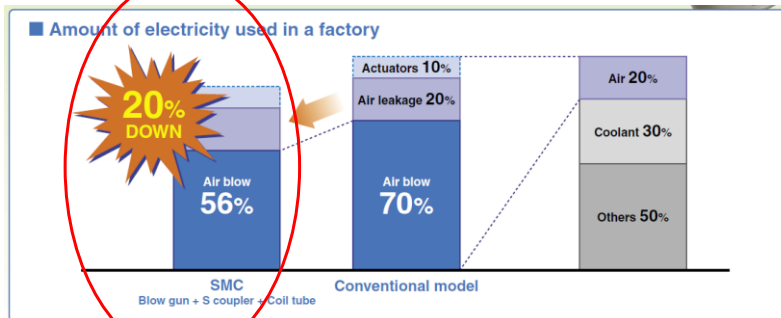 Amount of electricity used in a factory
20%
DOWN
Air blow
56%
SMC
Blow gun + S coupler + Coil tube
Actuators 10%
Air leakage 20%
Air blow
70%
Conventional model
Air 20%
Coolant 30%
Others 50%